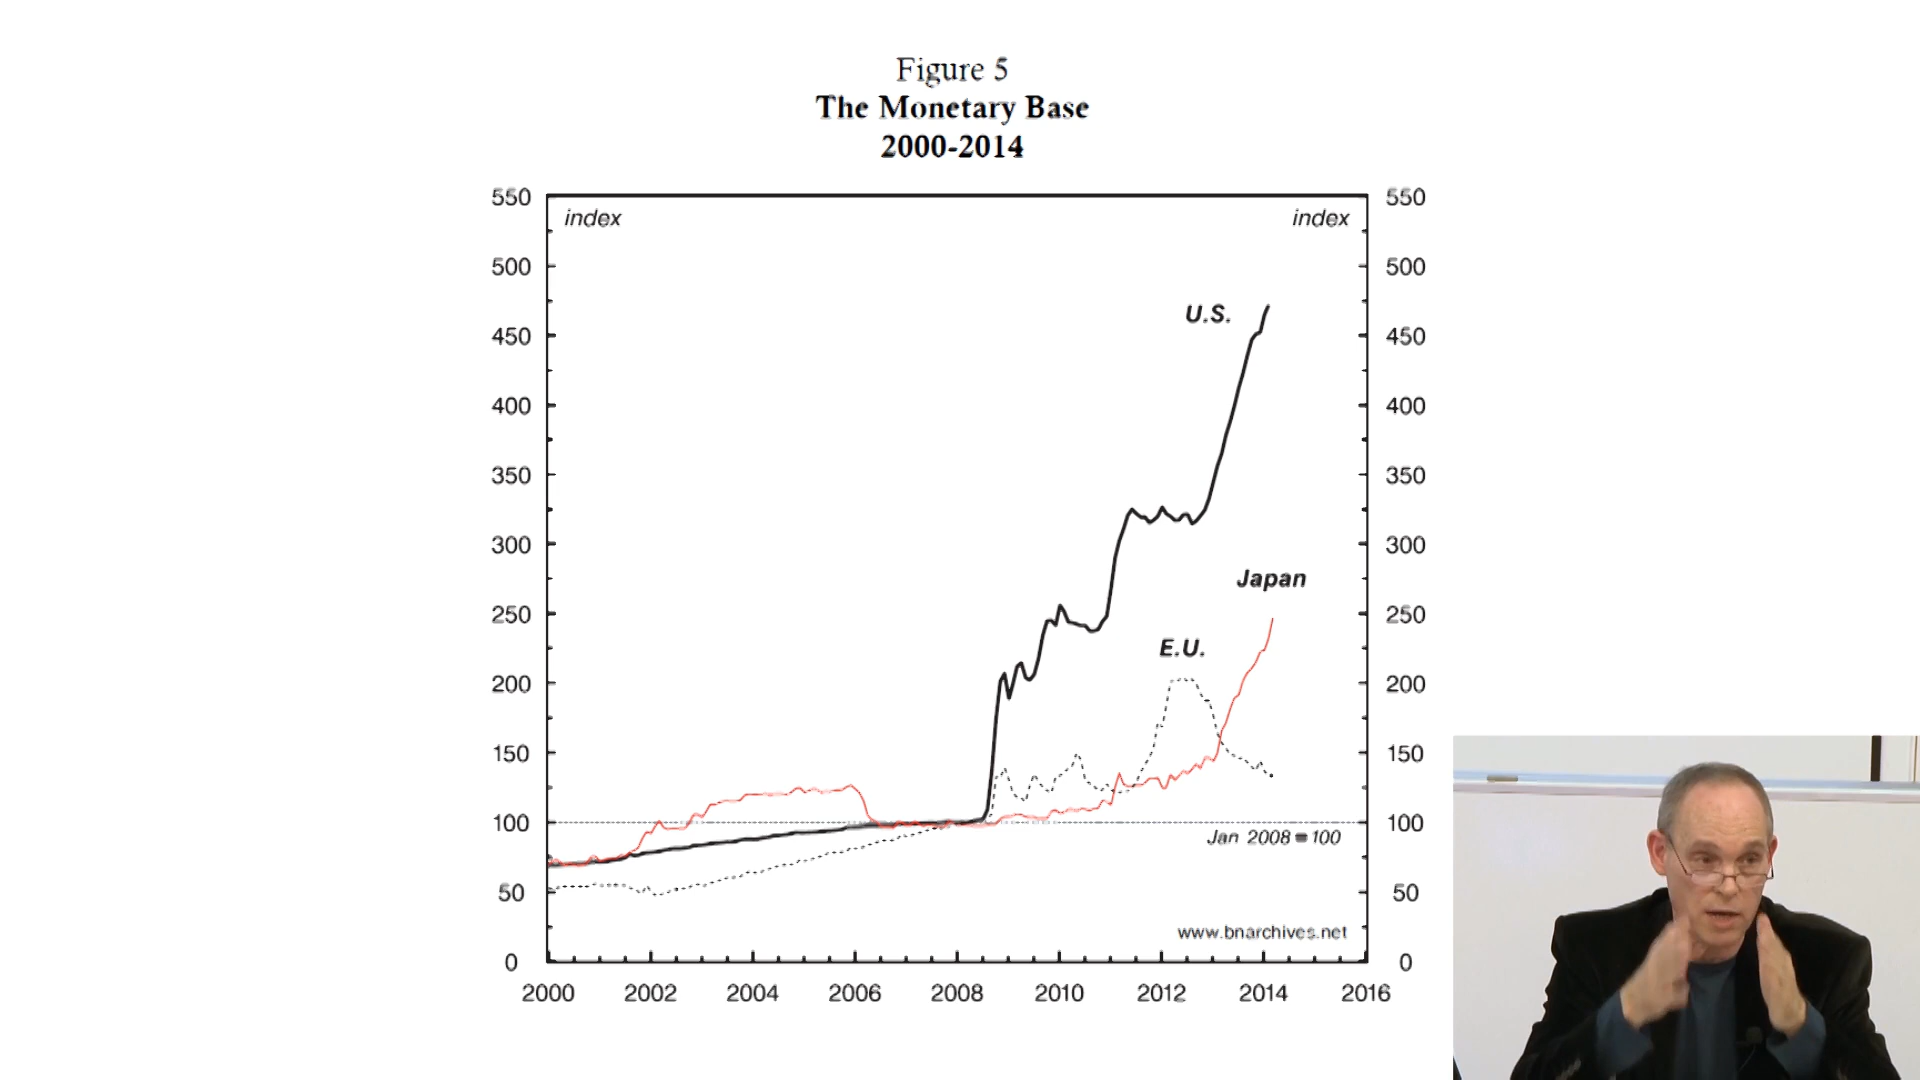 Figure 5
The Monetary Base
2000-2014
550
500
450
400
350
300
250
200
150
100
50
0
index
index
U.S.
Japan
E.U.
Jan 2008 = 100
www.bnarchives.net
550
500
450
400
350
300
250
200
150
100
50
0
2000 2002 2004 2006 2008 2010 2012 2014 2016